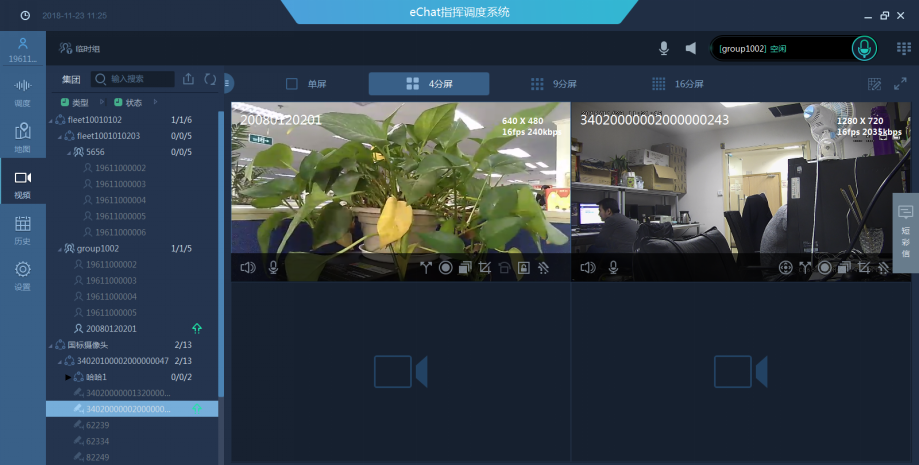 eChat指挥调度系统
2018-11-23 11:25
19611...
临时组
[group1002] 空闲
调度
地图
视频
历史
设置
集团
输入搜索
类型
状态
单屏
4分屏
9分屏
16分屏
fleet10010102 1/1/6
fleet1001010203 0/0/5
5656 0/0/5
19611000002
19611000003
19611000004
19611000005
19611000006
group1002 1/1/5
19611000002
19611000003
19611000004
19611000005
20080120201
国标摄像头 2/13
34020100002000000047 2/13
哈哈1 0/0/2
34020000001320000...
34020000002000000...
62239
62334
82249
20080120201
640 X 480
16fps 240kbps
34020000002000000243
1280 X 720
16fps 2035kbps
短彩信